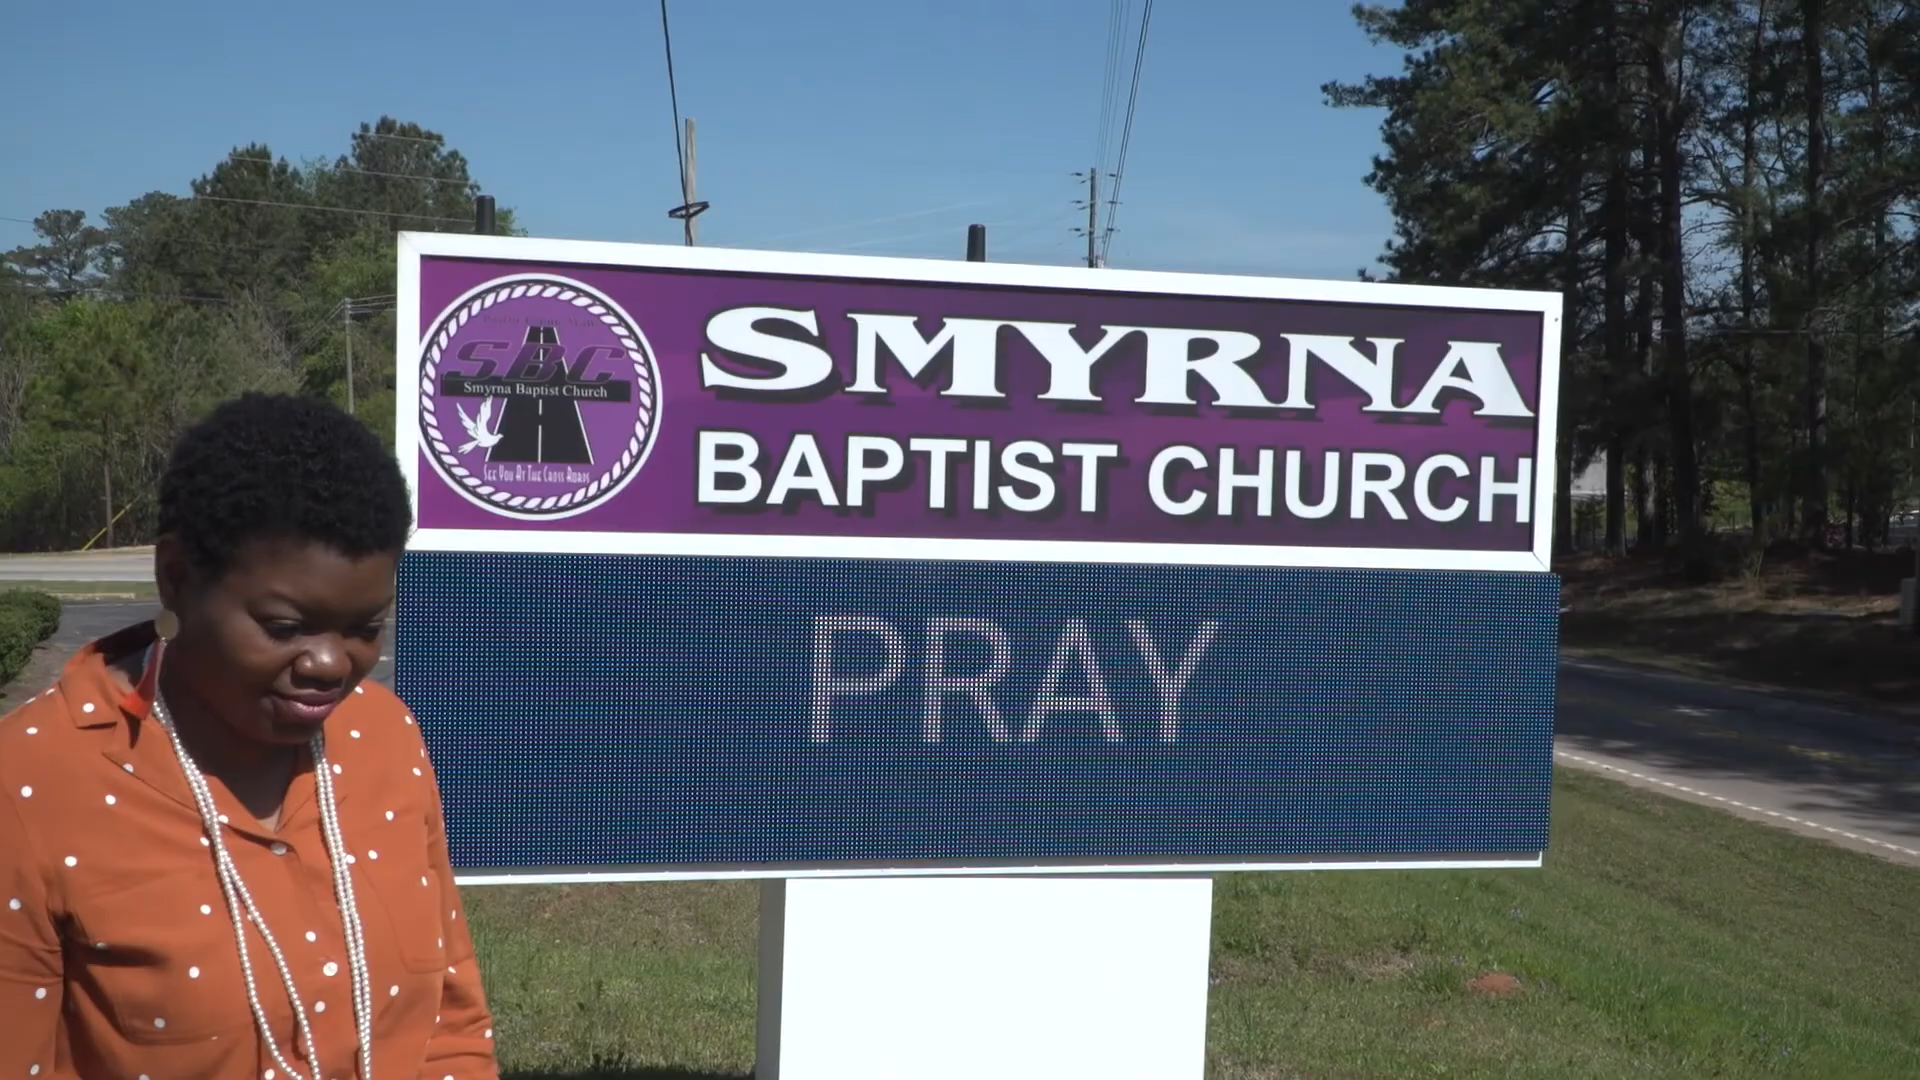 SBC
Smyrna Baptist Church
SEE YOU AT THE CROSS ROADS
SMYRNA
BAPTIST CHURCH
PRAY